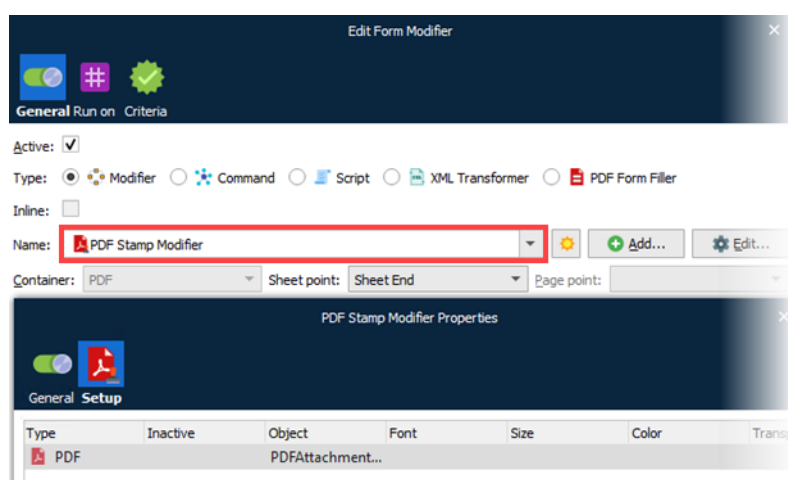 Edit Form Modifier
General Run on Criteria
Active:
Type: Modifier Command Script XML Transformer PDF Form Filler
Inline:
Name: PDF Stamp Modifier Add... Edit...
Container: PDF Sheet point: Sheet End Page point:
PDF Stamp Modifier Properties
General Setup
Type Inactive Object Font Size Color Trans
PDF PDFAttachment...